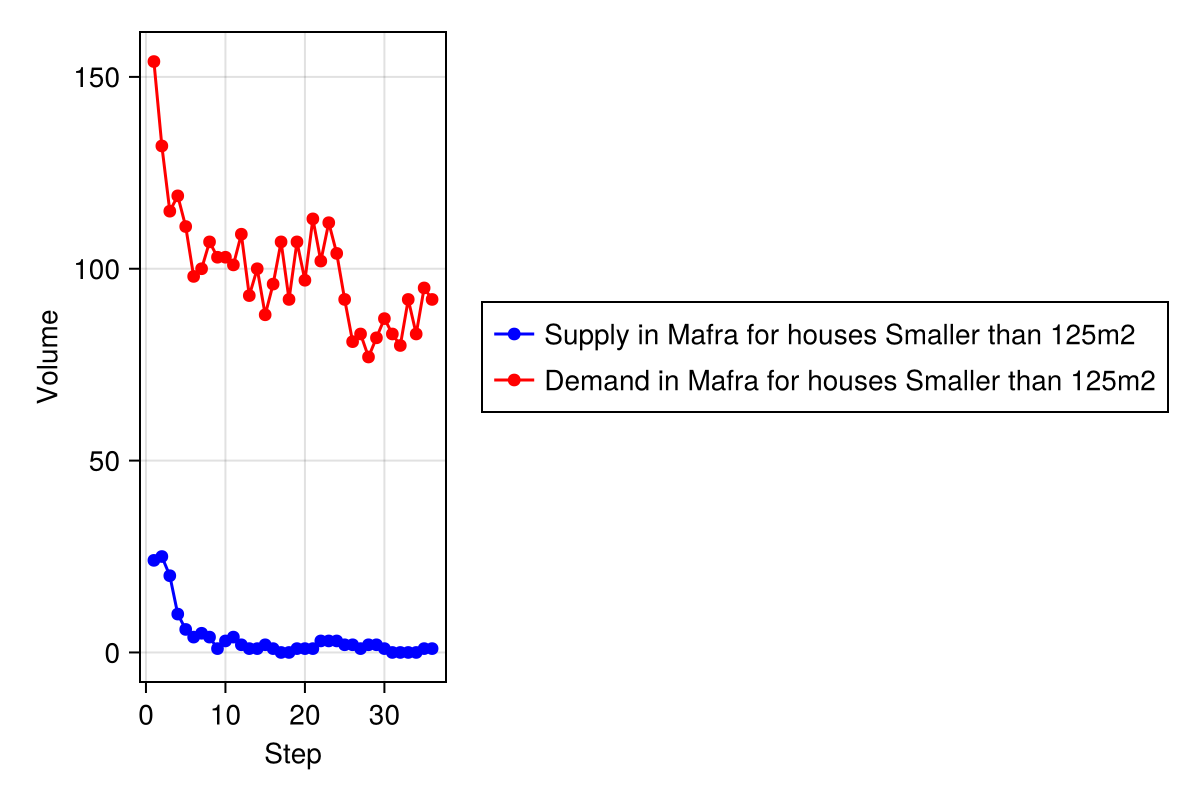 150
100
50
0
Volume
0 10 20 30
Step
Supply in Mafra for houses Smaller than 125m2
Demand in Mafra for houses Smaller than 125m2